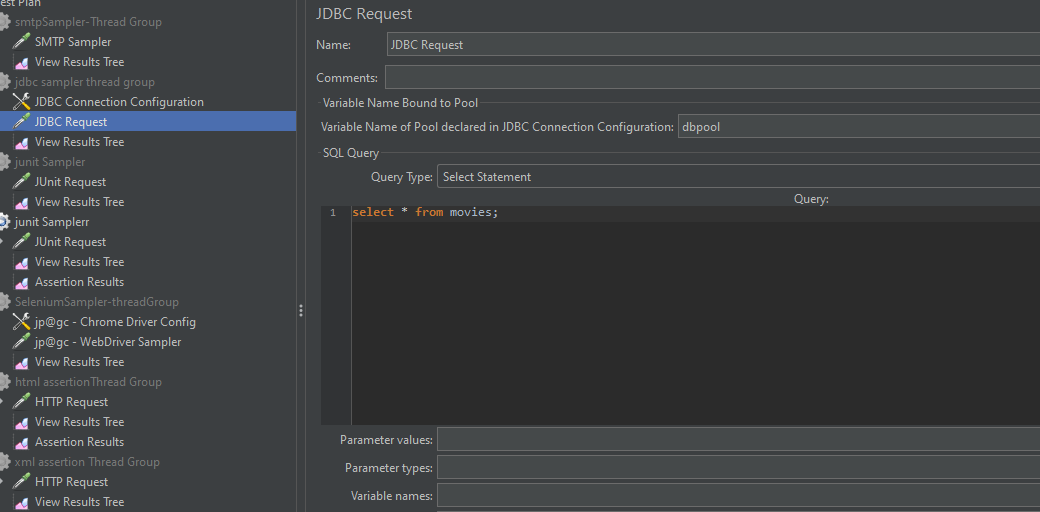 est Plan
smtpSampler-Thread Group
SMTP Sampler
View Results Tree
jdbc sampler thread group
JDBC Connection Configuration
JDBC Request
View Results Tree
junit Sampler
JUnit Request
View Results Tree
junit Samplerr
JUnit Request
View Results Tree
Assertion Results
SeleniumSampler-threadGroup
jp@gc - Chrome Driver Config
jp@gc - WebDriver Sampler
View Results Tree
html assertionThread Group
HTTP Request
View Results Tree
Assertion Results
xml assertion Thread Group
HTTP Request
View Results Tree
JDBC Request
Name: JDBC Request
Comments:
Variable Name Bound to Pool
Variable Name of Pool declared in JDBC Connection Configuration: dbpool
SQL Query
Query Type: Select Statement
Query:
1 select * from movies;
Parameter values:
Parameter types:
Variable names: